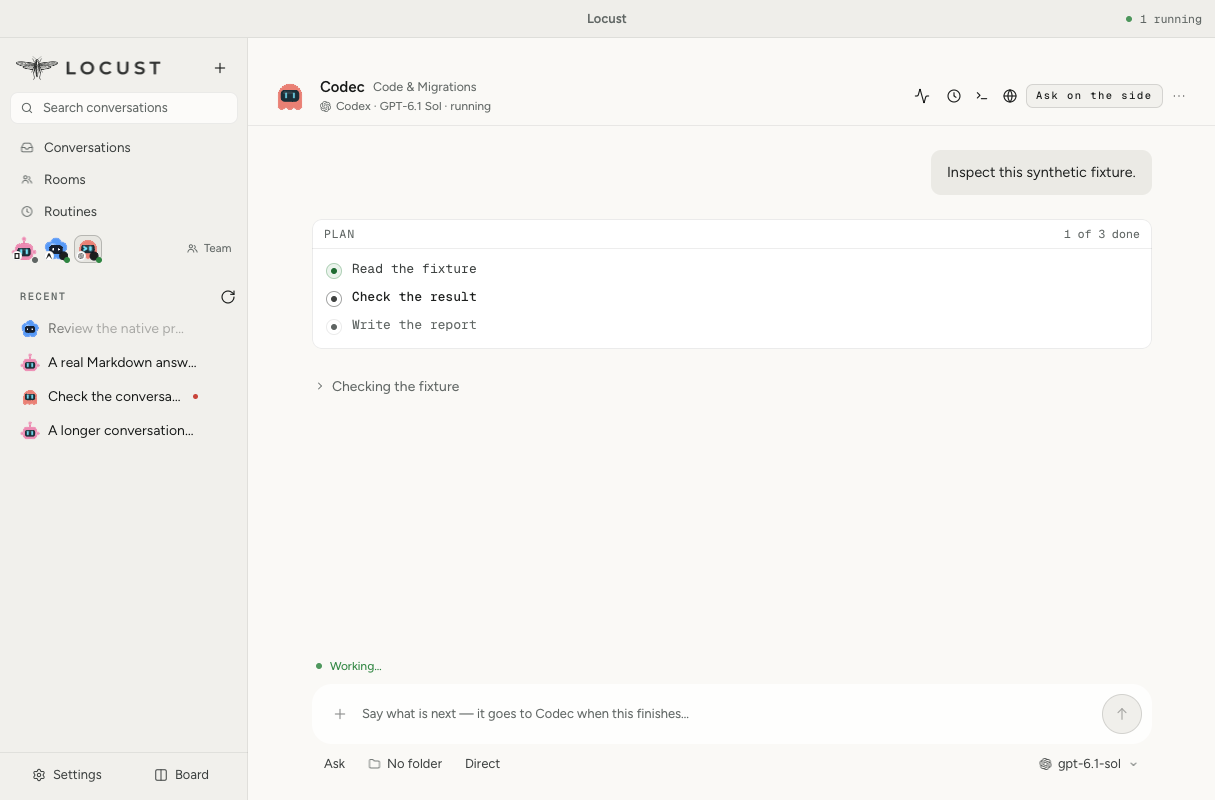 Locust
1 running
LOCUST
Search conversations
Conversations
Rooms
Routines
Team
RECENT
Review the native pr...
A real Markdown answ...
Check the conversa...
A longer conversation...
Settings
Board
Codec Code & Migrations
Codex · GPT-6.1 Sol · running
Ask on the side
Inspect this synthetic fixture.
PLAN
1 of 3 done
Read the fixture
Check the result
Write the report
Checking the fixture
Working...
Say what is next — it goes to Codec when this finishes...
Ask
No folder
Direct
gpt-6.1-sol